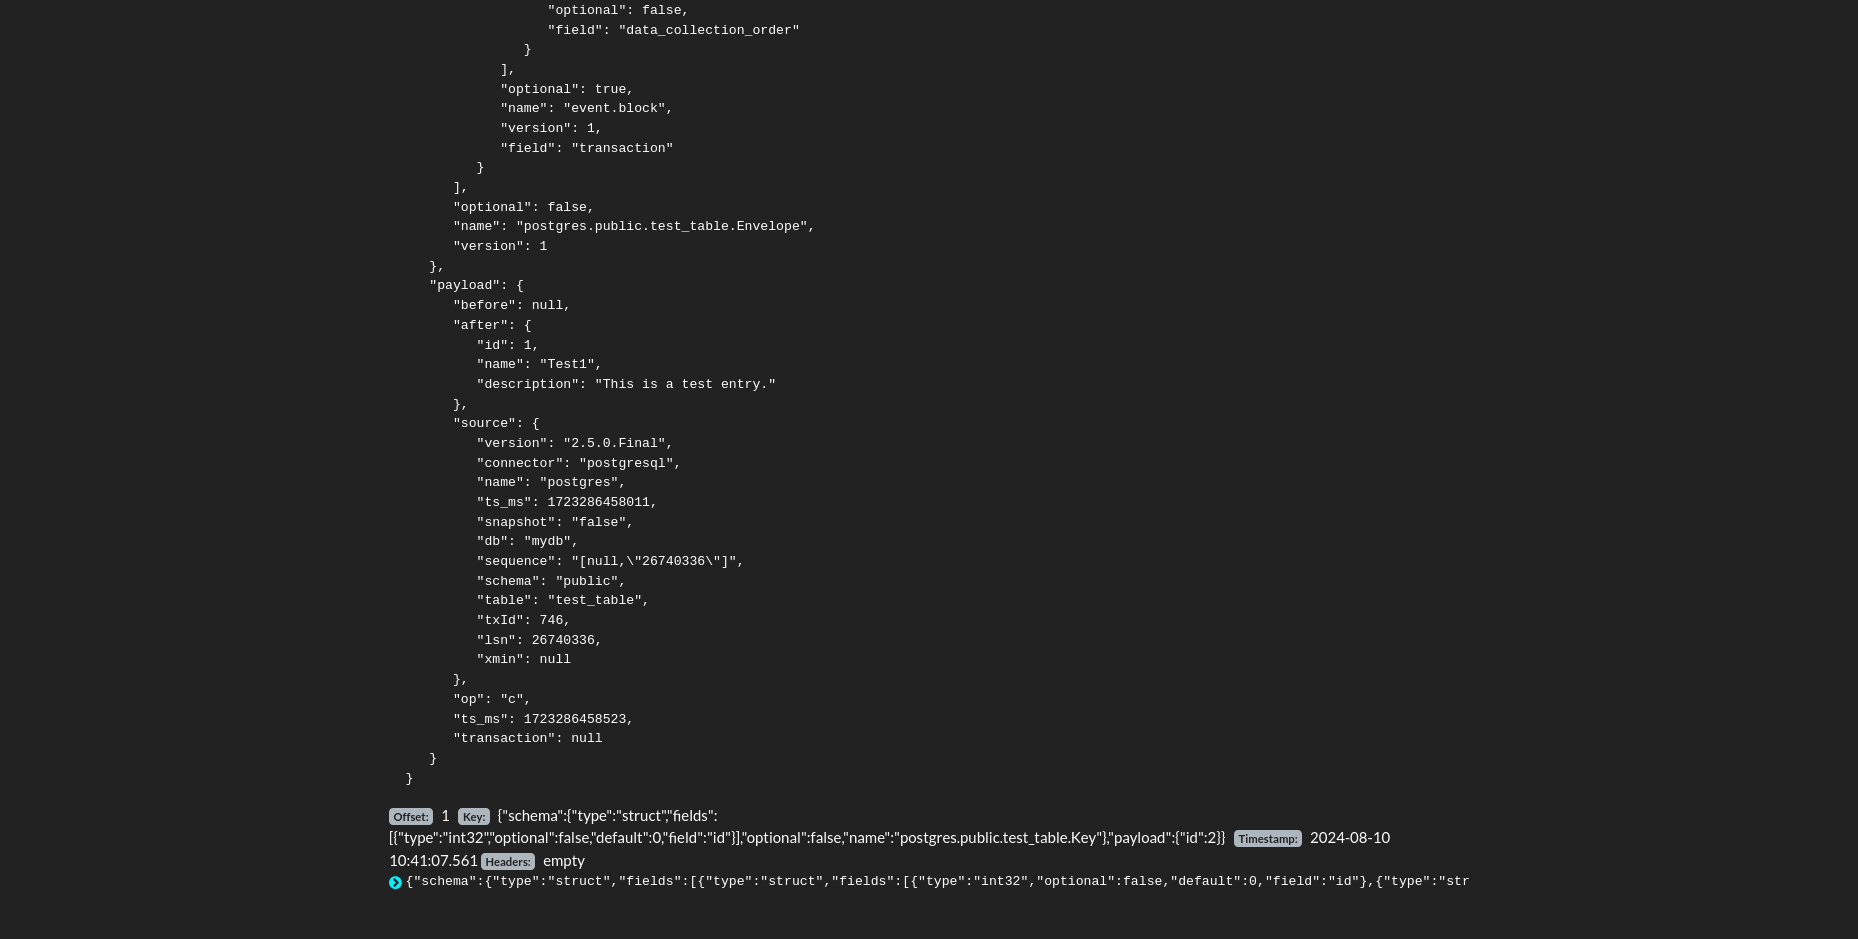 "optional": false,
"field": "data_collection_order"
}
],
"optional": true,
"name": "event.block",
"version": 1,
"field": "transaction"
}
],
"optional": false,
"name": "postgres.public.test_table.Envelope",
"version": 1
},
"payload": {
"before": null,
"after": {
"id": 1,
"name": "Test1",
"description": "This is a test entry."
},
"source": {
"version": "2.5.0.Final",
"connector": "postgresql",
"name": "postgres",
"ts_ms": 1723286458011,
"snapshot": "false",
"db": "mydb",
"sequence": "[null,\"26740336\"]",
"schema": "public",
"table": "test_table",
"txId": 746,
"lsn": 26740336,
"xmin": null
},
"op": "c",
"ts_ms": 1723286458523,
"transaction": null
}
}
Offset: 1 Key: {"schema":{"type":"struct","fields":
[{"type":"int32","optional":false,"default":0,"field":"id"}],"optional":false,"name":"postgres.public.test_table.Key"},"payload":{"id":2}} Timestamp: 2024-08-10
10:41:07.561 Headers: empty
{"schema":{"type":"struct","fields":[{"type":"struct","fields":[{"type":"int32","optional":false,"default":0,"field":"id"},{"type":"str